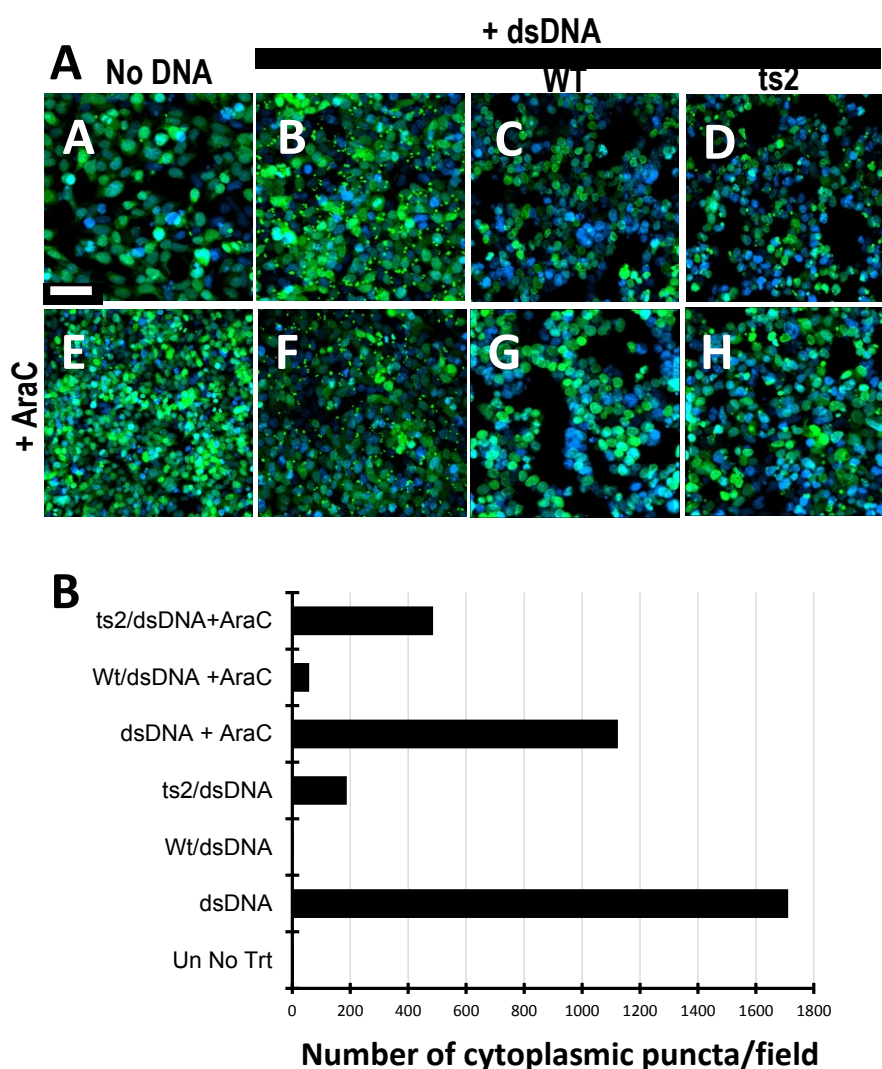 + dsDNA
A
No DNA
WT
ts2
A
B
C
D
+ AraC
E
F
G
H
B
ts2/dsDNA+AraC
Wt/dsDNA +AraC
dsDNA + AraC
ts2/dsDNA
Wt/dsDNA
dsDNA
Un No Trt
0 200 400 600 800 1000 1200 1400 1600 1800
Number of cytoplasmic puncta/field